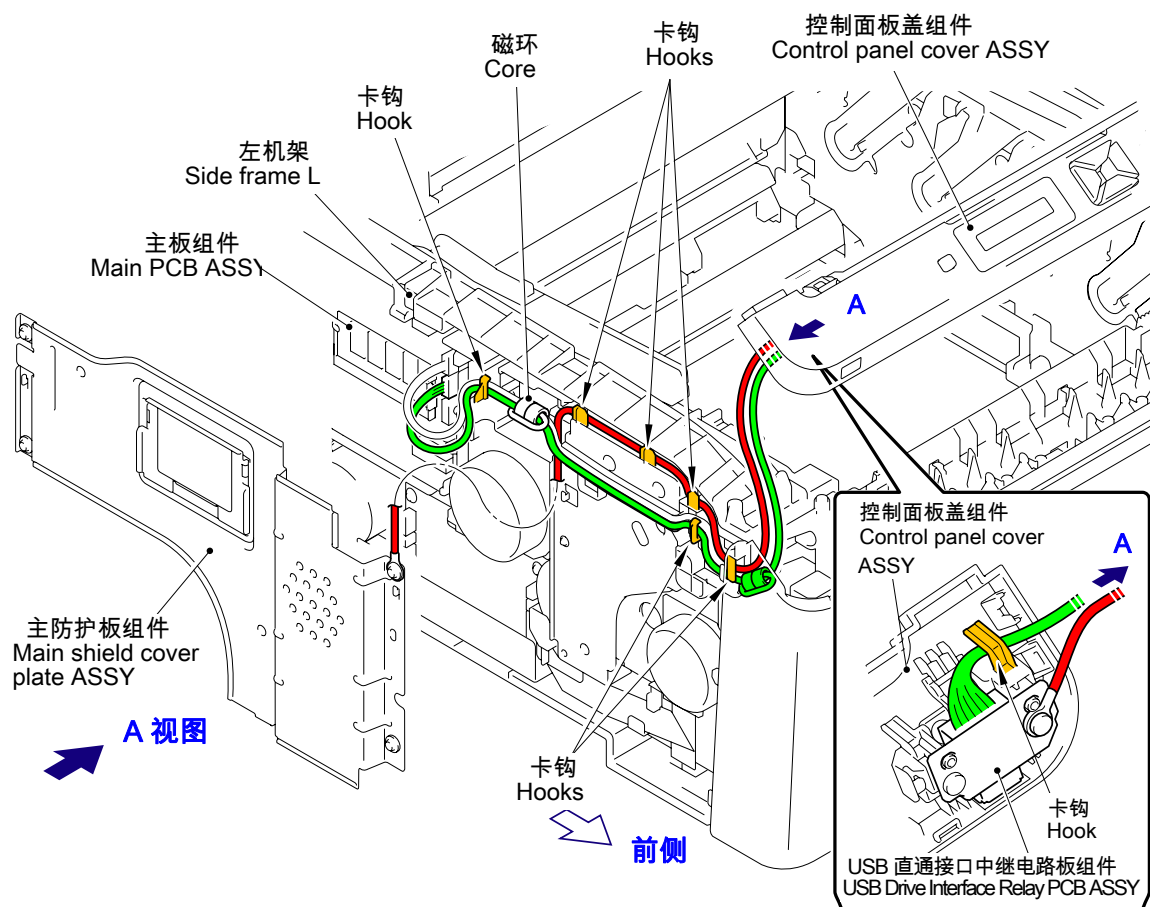 控制面板盖组件
Control panel cover ASSY
卡钩
Hooks
磁环
Core
卡钩
Hook
左机架
Side frame L
主板组件
Main PCB ASSY
A
控制面板盖组件
Control panel cover
ASSY
A
主防护板组件
Main shield cover
plate ASSY
A 视图
卡钩
Hooks
前侧
卡钩
Hook
USB 直通接口中继电路板组件
USB Drive Interface Relay PCB ASSY